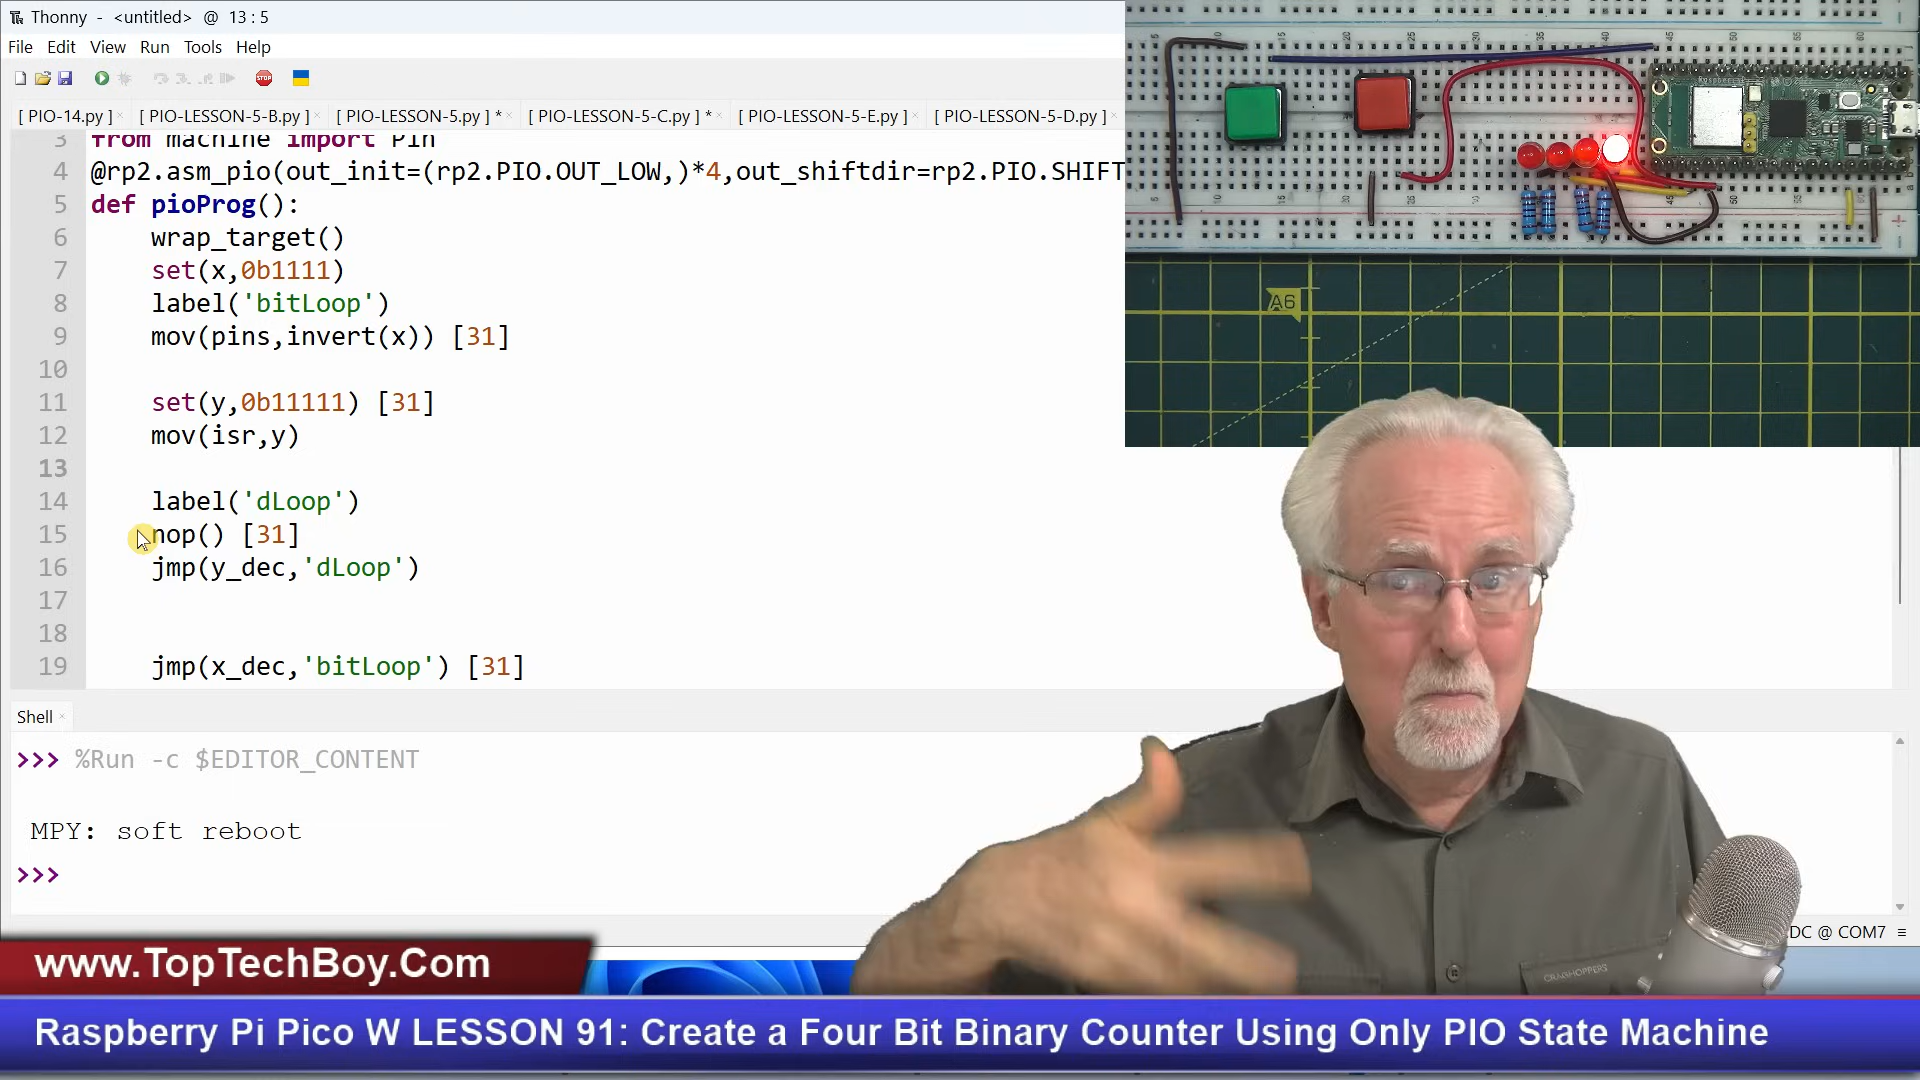 Thonny - <untitled> @ 13 : 5
File Edit View Run Tools Help
STOP
[ PIO-14.py ] × [ PIO-LESSON-5-B.py ] × [ PIO-LESSON-5.py ] * × [ PIO-LESSON-5-C.py ] * × [ PIO-LESSON-5-E.py ] × [ PIO-LESSON-5-D.py ] ×
3 from machine import Pin
4 @rp2.asm_pio(out_init=(rp2.PIO.OUT_LOW,)*4,out_shiftdir=rp2.PIO.SHIFT
5 def pioProg():
6 wrap_target()
7 set(x,0b1111)
8 label('bitLoop')
9 mov(pins,invert(x)) [31]
10
11 set(y,0b11111) [31]
12 mov(isr,y)
13
14 label('dLoop')
15 nop() [31]
16 jmp(y_dec,'dLoop')
17
18
19 jmp(x_dec,'bitLoop') [31]
Shell ×
>>> %Run -c $EDITOR_CONTENT
MPY: soft reboot
>>>
A6
CRAGHOPPERS
DC @ COM7 ≡
www.TopTechBoy.Com
Raspberry Pi Pico W LESSON 91: Create a Four Bit Binary Counter Using Only PIO State Machine